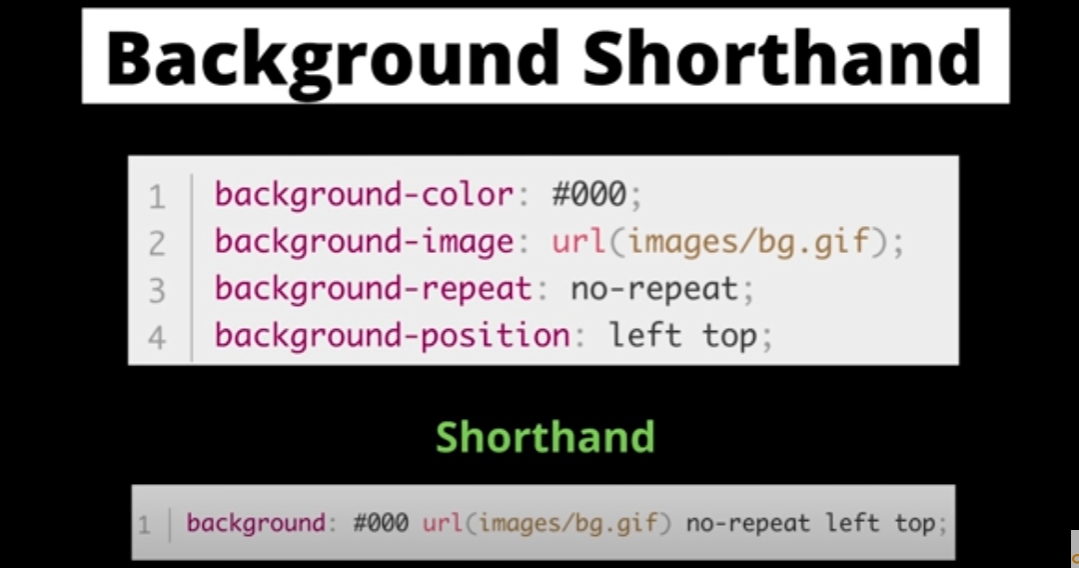 Background Shorthand
1 background-color: #000;
2 background-image: url(images/bg.gif);
3 background-repeat: no-repeat;
4 background-position: left top;
Shorthand
1 background: #000 url(images/bg.gif) no-repeat left top;